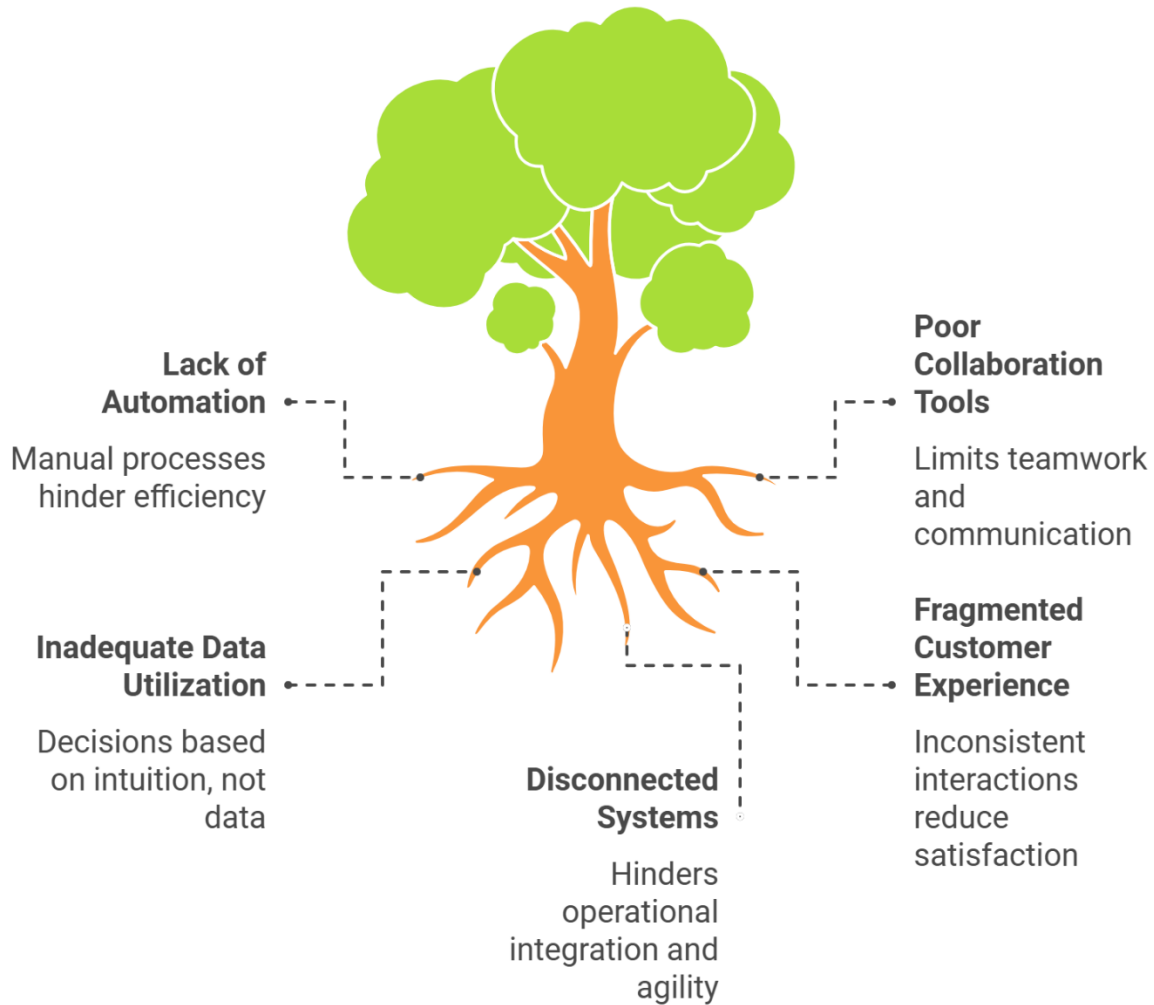 Lack of
Automation
Manual processes
hinder efficiency
Inadequate Data
Utilization
Decisions based
on intuition, not
data
Disconnected
Systems
Hinders
operational
integration and
agility
Poor
Collaboration
Tools
Limits teamwork
and
communication
Fragmented
Customer
Experience
Inconsistent
interactions
reduce
satisfaction